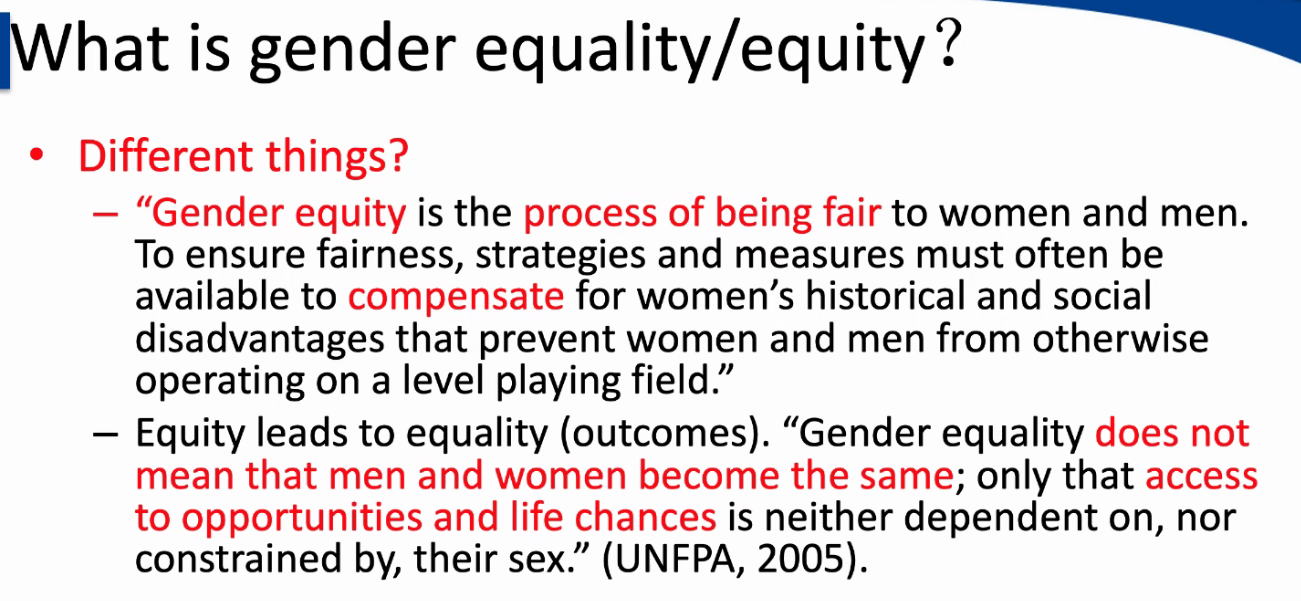 What is gender equality/equity？
• Different things?
– “Gender equity is the process of being fair to women and men.
To ensure fairness, strategies and measures must often be
available to compensate for women’s historical and social
disadvantages that prevent women and men from otherwise
operating on a level playing field.”
– Equity leads to equality (outcomes). “Gender equality does not
mean that men and women become the same; only that access
to opportunities and life chances is neither dependent on, nor
constrained by, their sex.” (UNFPA, 2005).